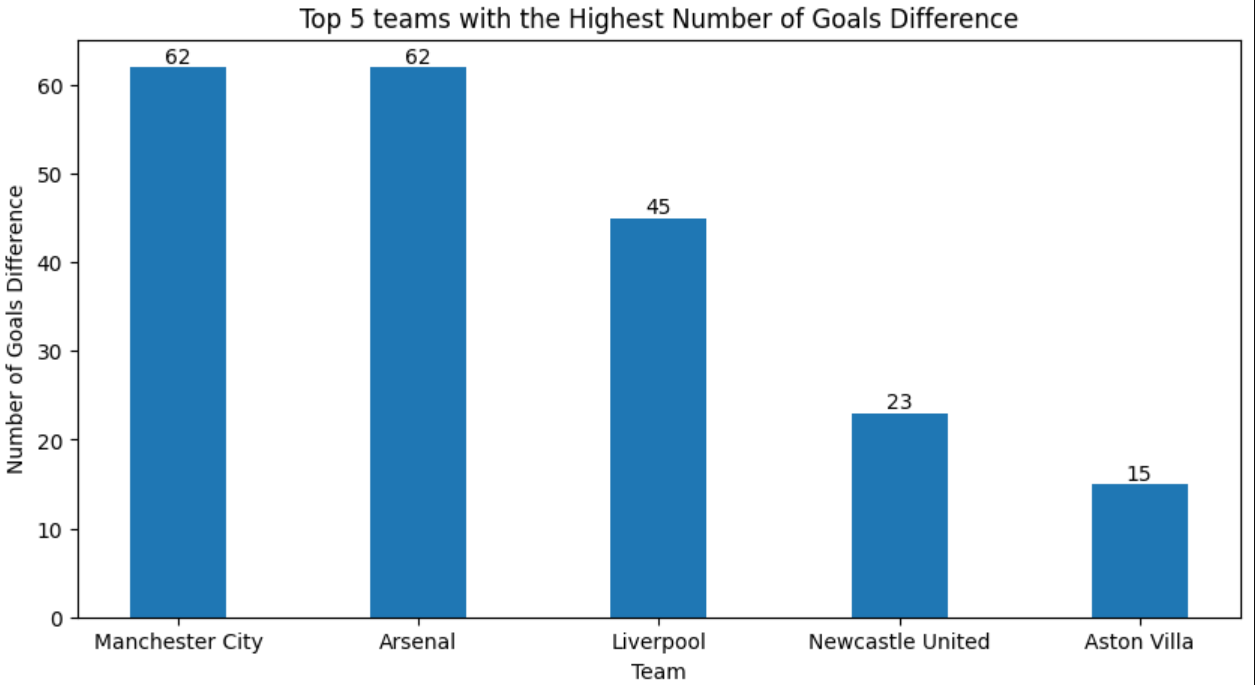 Top 5 teams with the Highest Number of Goals Difference
62 62 45 23 15
Number of Goals Difference
60
50
40
30
20
10
0
Manchester City Arsenal Liverpool Newcastle United Aston Villa
Team